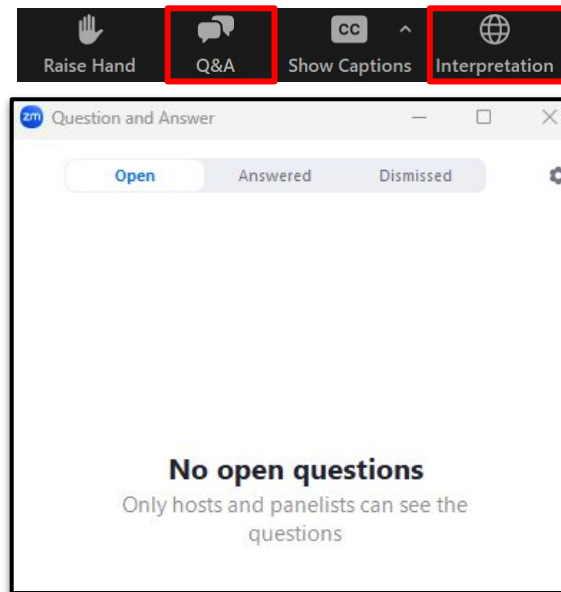 Raise Hand Q&A CC Show Captions Interpretation
zm Question and Answer
Open Answered Dismissed
No open questions
Only hosts and panelists can see the
questions